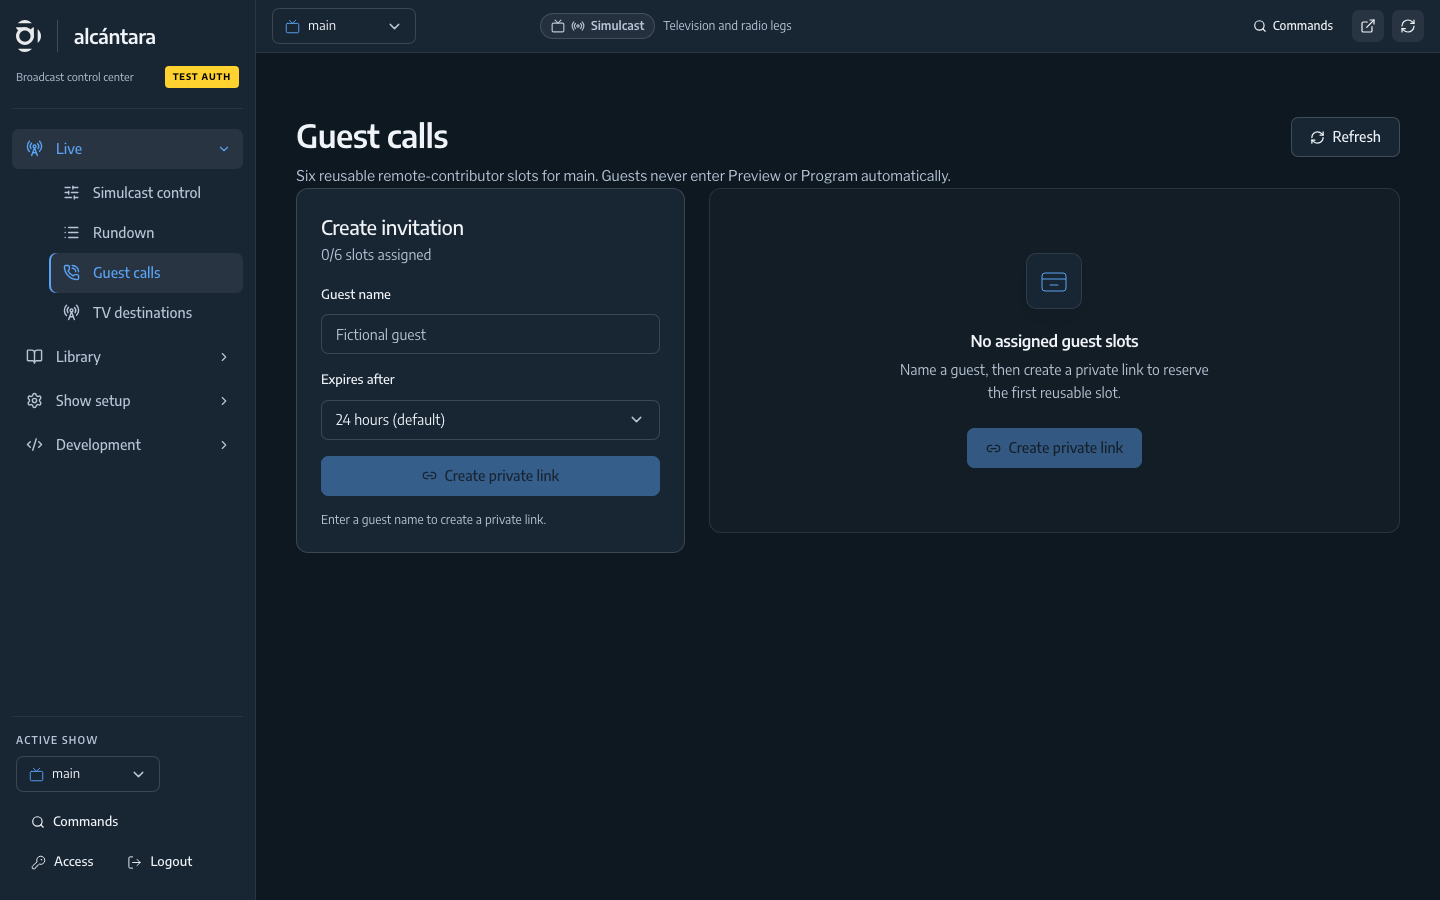 alcántara
Broadcast control center
TEST AUTH
Live
Simulcast control
Rundown
Guest calls
TV destinations
Library
Show setup
Development
ACTIVE SHOW
main
Commands
Access
Logout
main
Simulcast
Television and radio legs
Commands
Guest calls
Refresh
Six reusable remote-contributor slots for main. Guests never enter Preview or Program automatically.
Create invitation
0/6 slots assigned
Guest name
Fictional guest
Expires after
24 hours (default)
Create private link
Enter a guest name to create a private link.
No assigned guest slots
Name a guest, then create a private link to reserve
the first reusable slot.
Create private link